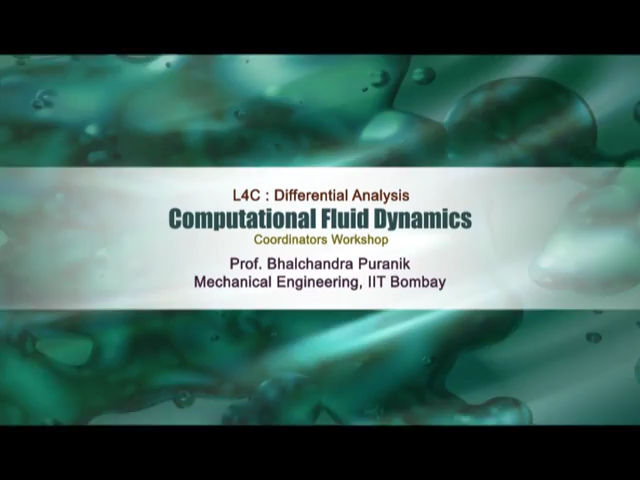 L4C : Differential Analysis
Computational Fluid Dynamics
Coordinators Workshop
Prof. Bhalchandra Puranik
Mechanical Engineering, IIT Bombay